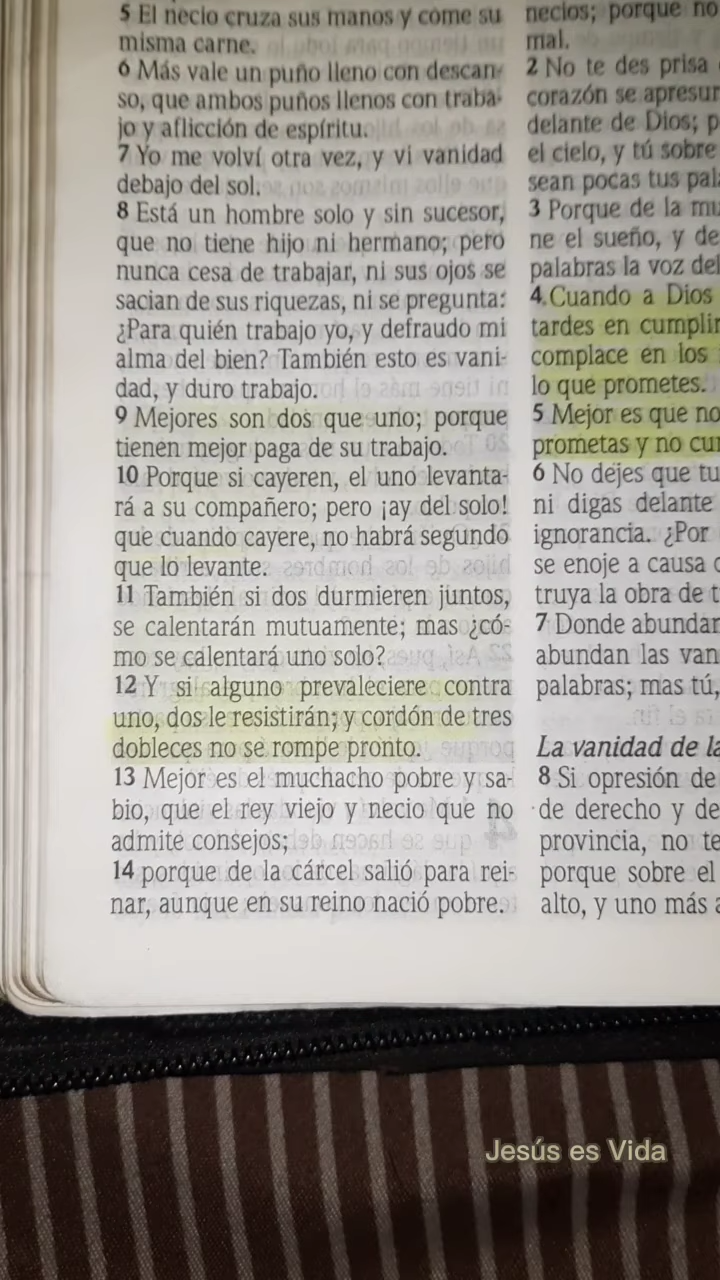 5 El necio cruza sus manos y come su
misma carne.
6 Más vale un puño lleno con descan-
so, que ambos puños llenos con traba-
jo y aflicción de espíritu.
7 Yo me volví otra vez, y vi vanidad
debajo del sol.
8 Está un hombre solo y sin sucesor,
que no tiene hijo ni hermano; pero
nunca cesa de trabajar, ni sus ojos se
sacian de sus riquezas, ni se pregunta:
¿Para quién trabajo yo, y defraudo mi
alma del bien? También esto es vani-
dad, y duro trabajo.
9 Mejores son dos que uno; porque
tienen mejor paga de su trabajo.
10 Porque si cayeren, el uno levanta-
rá a su compañero; pero ¡ay del solo!
que cuando cayere, no habrá segundo
que lo levante.
11 También si dos durmieren juntos,
se calentarán mutuamente; mas ¿có-
mo se calentará uno solo?
12 Y si alguno prevaleciere contra
uno, dos le resistirán; y cordón de tres
dobleces no se rompe pronto.
13 Mejor es el muchacho pobre y sa-
bio, que el rey viejo y necio que no
admite consejos;
14 porque de la cárcel salió para rei-
nar, aunque en su reino nació pobre.
necios; porque no
mal.
2 No te des prisa
corazón se apresur
delante de Dios; p
el cielo, y tú sobre
sean pocas tus pala
3 Porque de la mu
ne el sueño, y de
palabras la voz del
4 Cuando a Dios
tardes en cumplir
complace en los
lo que prometes.
5 Mejor es que no
prometas y no cu
6 No dejes que tu
ni digas delante
ignorancia. ¿Por
se enoje a causa
truya la obra de t
7 Donde abundan
abundan las van
palabras; mas tú,
La vanidad de la
8 Si opresión de
de derecho y de
provincia, no te
porque sobre el
alto, y uno más a
Jesús es Vida